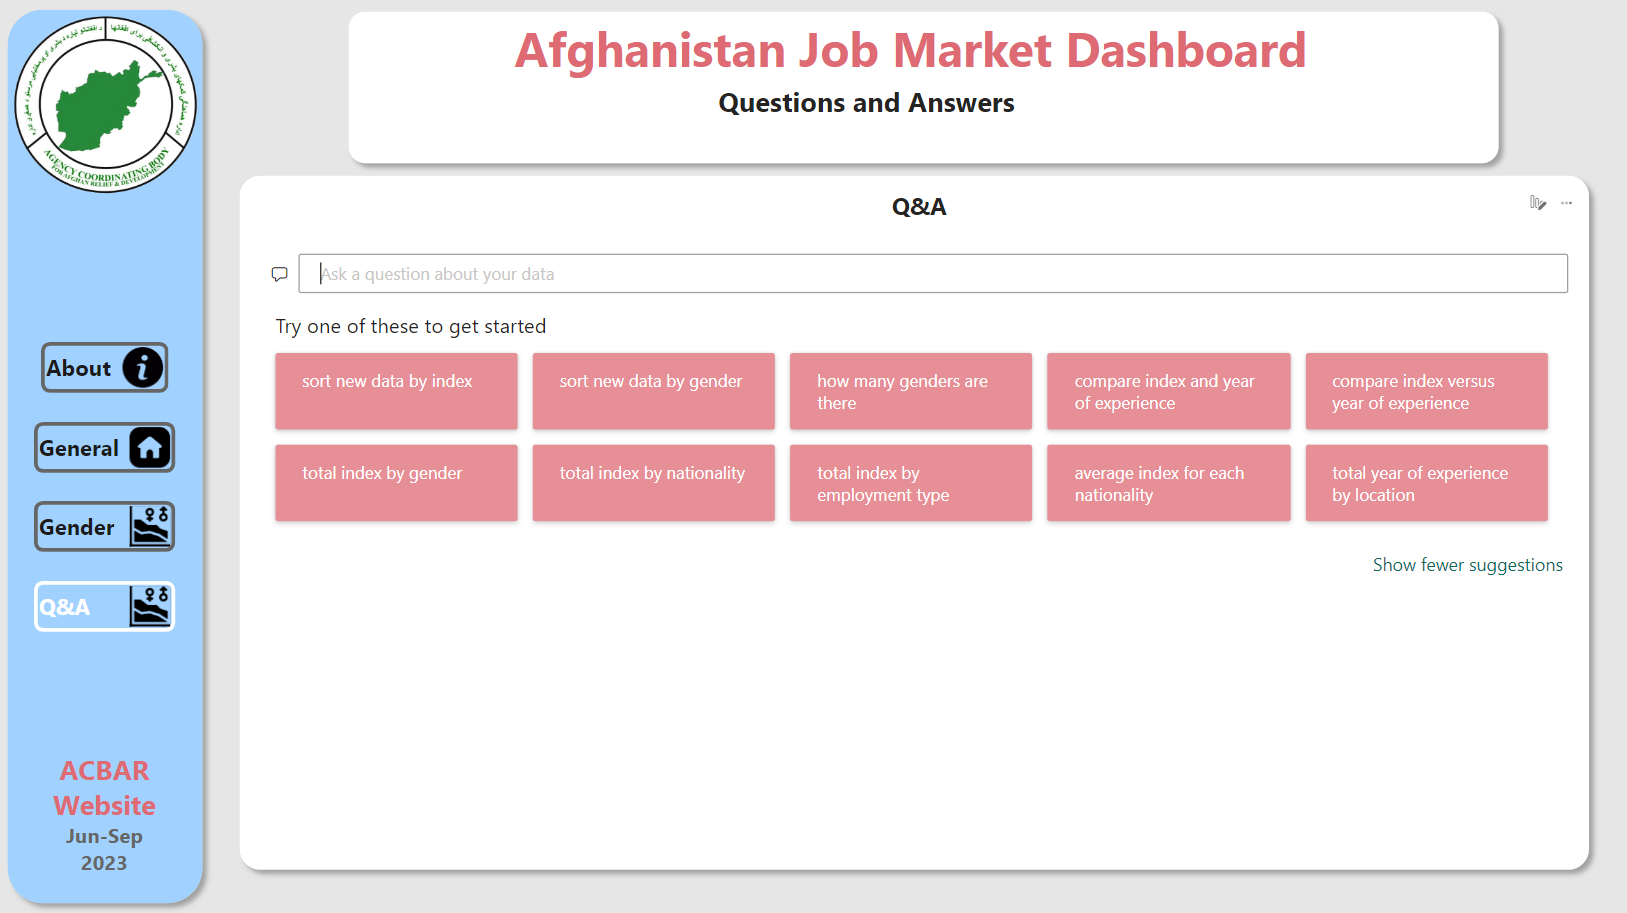 AGENCY COORDINATING BODY
FOR AFGHAN RELIEF & DEVELOPMENT
Afghanistan Job Market Dashboard
Questions and Answers
Q&A
Ask a question about your data
Try one of these to get started
sort new data by index
sort new data by gender
how many genders are
there
compare index and year
of experience
compare index versus
year of experience
total index by gender
total index by nationality
total index by
employment type
average index for each
nationality
total year of experience
by location
Show fewer suggestions
About
General
Gender
Q&A
ACBAR
Website
Jun-Sep
2023